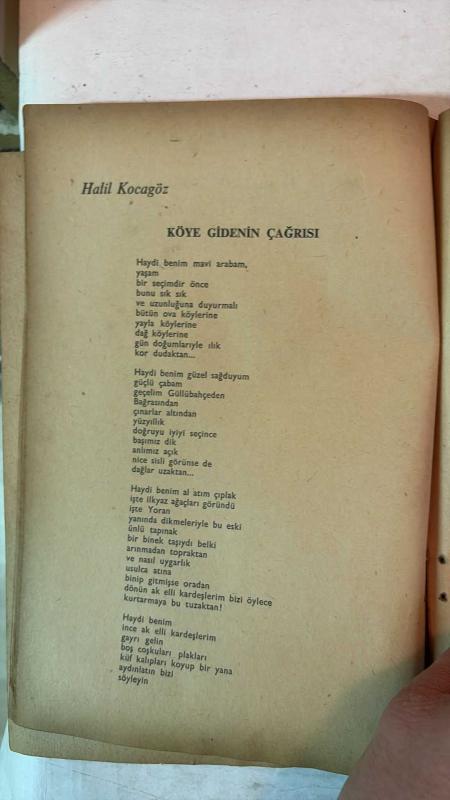 Halil Kocagöz
KÖYE GİDENİN ÇAĞRISI
Haydi benim mavi arabam,
yaşam
bir seçimdir önce
bunu sık sık
ve uzunluğuna duyurmalı
bütün ova köylerine
yayla köylerine
dağ köylerine
gün doğumlarıyle ılık
kor dudaktan...
Haydi benim güzel sağduyum
güçlü çabam
geçelim Güllübahçeden
Bağrasından
çınarlar altından
yüzyıllık
doğruyu iyiyi seçince
başımız dik
anlımız açık
nice sisli görünse de
dağlar uzaktan...
Haydi benim al atım çıplak
işte ilkyaz ağaçları göründü
işte Yoran
yanında dikmeleriyle bu eski
ünlü tapınak
bir binek taşıydı belki
arınmadan topraktan
ve nasıl uygarlık
usulca atına
binip gitmişse oradan
dönün ak elli kardeşlerim bizi öylece
kurtarmaya bu tuzaktan!
Haydi benim
ince ak elli kardeşlerim
gayrı gelin
boş coşkuları plakları
küf kalıpları koyup bir yana
aydınlatın bizi
söyleyin